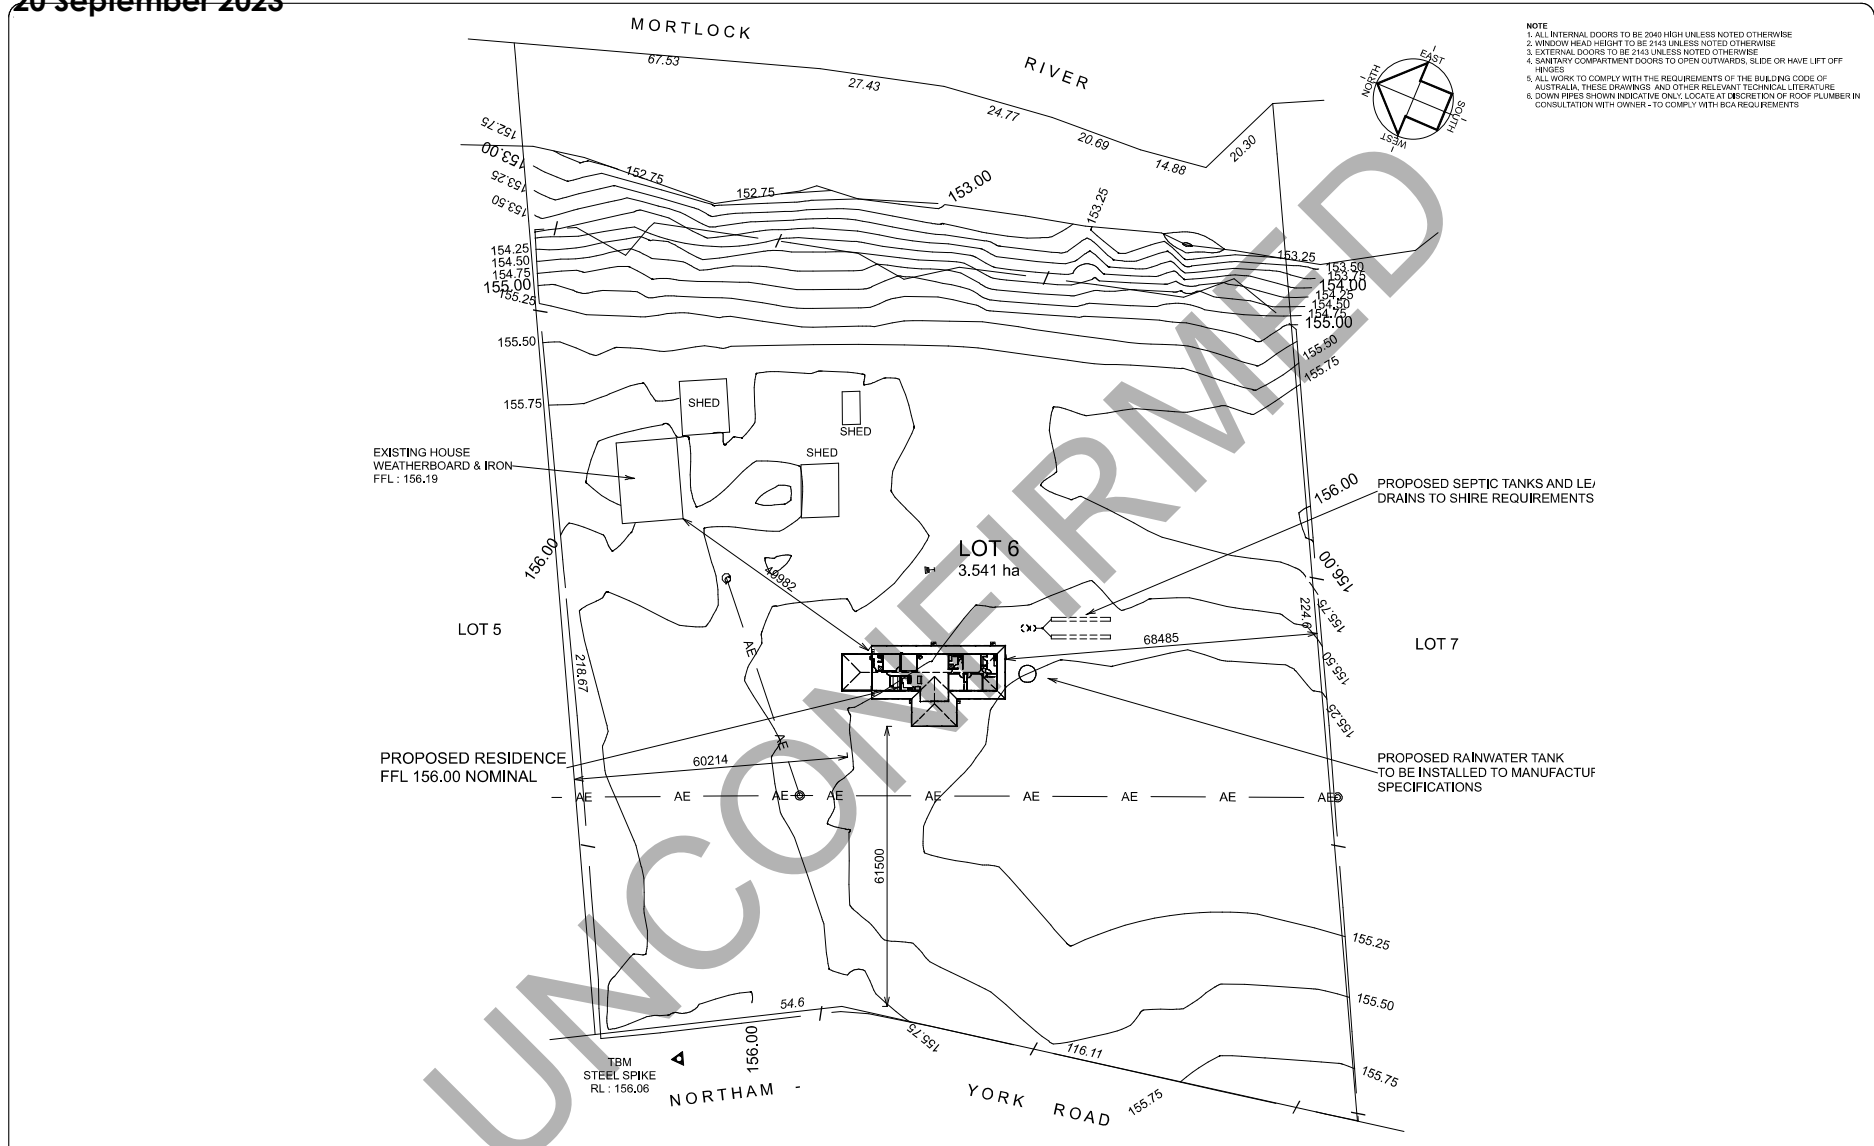 20 September 2023
MORTLOCK
RIVER
67.53
27.43
24.77
20.69
14.88
20.30
NORTH
EAST
SOUTH
WEST
NOTE
1. ALL INTERNAL DOORS TO BE 2040 HIGH UNLESS NOTED OTHERWISE
2. WINDOW HEAD HEIGHT TO BE 2143 UNLESS NOTED OTHERWISE
3. EXTERNAL DOORS TO BE 2143 UNLESS NOTED OTHERWISE
4. SANITARY COMPARTMENT DOORS TO OPEN OUTWARDS, SLIDE OR HAVE LIFT OFF
HINGES
5. ALL WORK TO COMPLY WITH THE REQUIREMENTS OF THE BUILDING CODE OF
AUSTRALIA, THESE DRAWINGS AND OTHER RELEVANT TECHNICAL LITERATURE
6. DOWN PIPES SHOWN INDICATIVE ONLY, LOCATE AT DISCRETION OF ROOF PLUMBER IN
CONSULTATION WITH OWNER - TO COMPLY WITH BCA REQUIREMENTS
152.75
153.00
153.25
153.50
152.75
152.75
153.00
153.25
154.25
154.50
154.75
155.00
155.25
155.50
155.75
153.25
153.50
153.75
154.00
154.25
154.50
154.75
155.00
155.50
155.75
SHED
SHED
SHED
EXISTING HOUSE
WEATHERBOARD & IRON
FFL : 156.19
156.00
PROPOSED SEPTIC TANKS AND LEA
DRAINS TO SHIRE REQUIREMENTS
156.00
156.00
LOT 6
3.541 ha
49982
LOT 5
LOT 7
218.67
224.6
68485
155.75
155.50
155.25
AE
AE
PROPOSED RESIDENCE
FFL 156.00 NOMINAL
60214
PROPOSED RAINWATER TANK
TO BE INSTALLED TO MANUFACTUR
SPECIFICATIONS
AE AE AE AE AE AE AE AE AE
61500
155.25
155.50
155.75
54.6
116.11
155.75
155.75
156.00
TBM
STEEL SPIKE
RL : 156.06
NORTHAM -
YORK ROAD
UNCONFIRMED